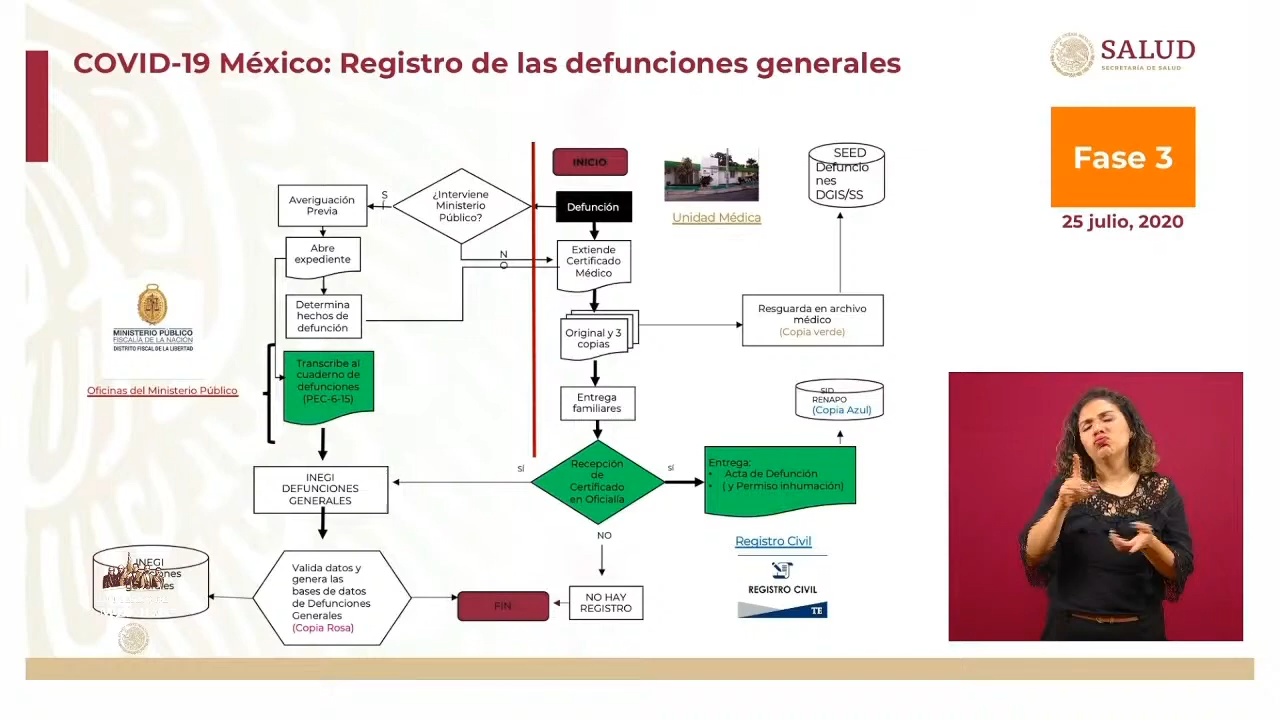 COVID-19 México: Registro de las defunciones generales
SALUD
SECRETARÍA DE SALUD
Fase 3
25 julio, 2020
INICIO
Defunción
¿Interviene
Ministerio
Público?
S
Í
Averiguación
Previa
Abre
expediente
Determina
hechos de
defunción
N
O
Extiende
Certificado
Médico
Unidad Médica
SEED
Defuncio
nes
DGIS/SS
Original y 3
copias
Resguarda en archivo
médico
(Copia verde)
MINISTERIO PÚBLICO
FISCALÍA DE LA NACIÓN
DISTRITO FISCAL DE LA LIBERTAD
Oficinas del Ministerio Público
Transcribe al
cuaderno de
defunciones
(PEC-6-15)
Entrega
familiares
SID
RENAPO
(Copia Azul)
Recepción
de
Certificado
en Oficialía
sí
sí
Entrega:
• Acta de Defunción
• ( y Permiso inhumación)
INEGI
DEFUNCIONES
GENERALES
NO
Registro Civil
REGISTRO CIVIL
TE
NO HAY
REGISTRO
FIN
Valida datos y
genera las
bases de datos
de Defunciones
Generales
(Copia Rosa)
INEGI
generales